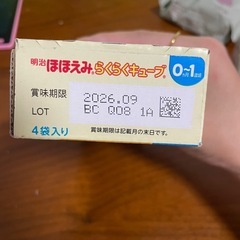 明治 ほほえみ らくらくキューブ 0ヵ月~1歳頃
賞味期限 2026.09
LOT BC Q08 1A
4袋入り 賞味期限は記載月の末日です。